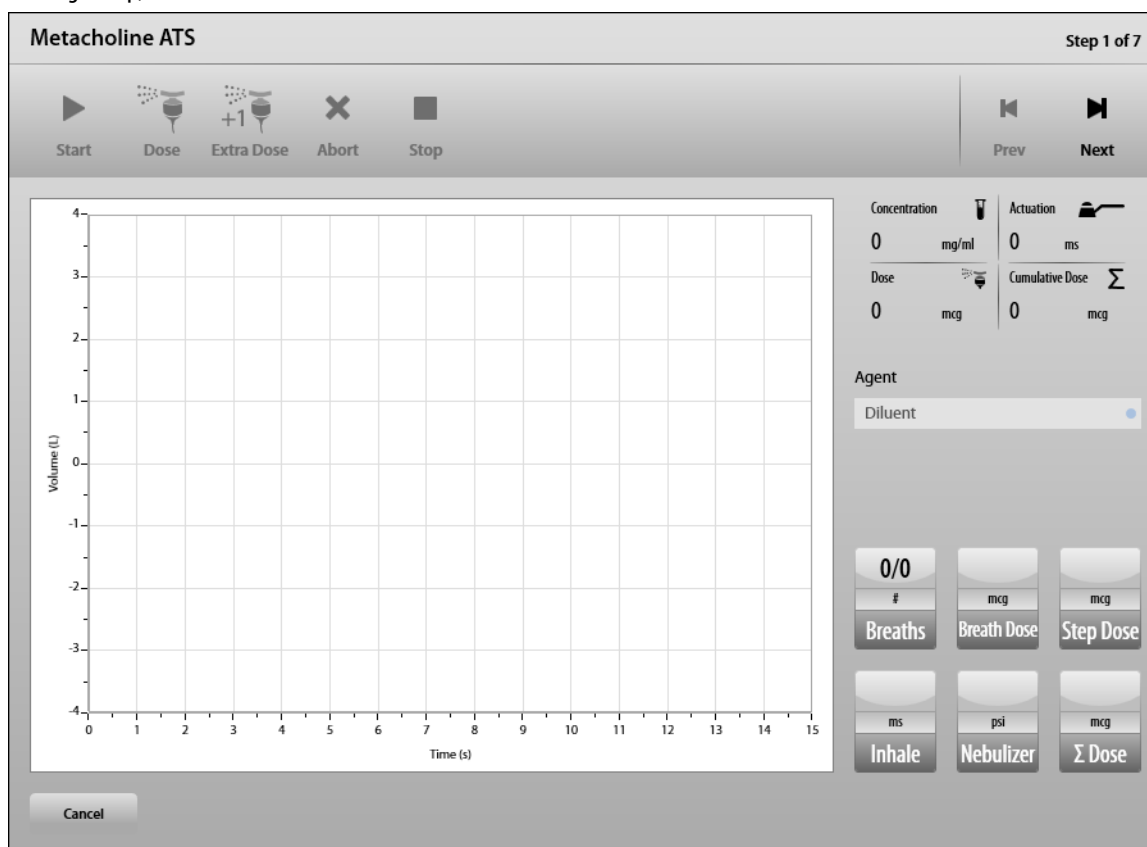 Metacholine ATS
Step 1 of 7
+1
Start Dose Extra Dose Abort Stop Prev Next
Concentration Actuation
0 mg/ml 0 ms
Dose Cumulative Dose Σ
0 mcg 0 mcg
Agent
Diluent
4
3
2
1
0
-1
-2
-3
-4
Volume (L)
0 1 2 3 4 5 6 7 8 9 10 11 12 13 14 15
Time (s)
0/0
# mcg mcg
Breaths Breath Dose Step Dose
ms psi mcg
Inhale Nebulizer Σ Dose
Cancel